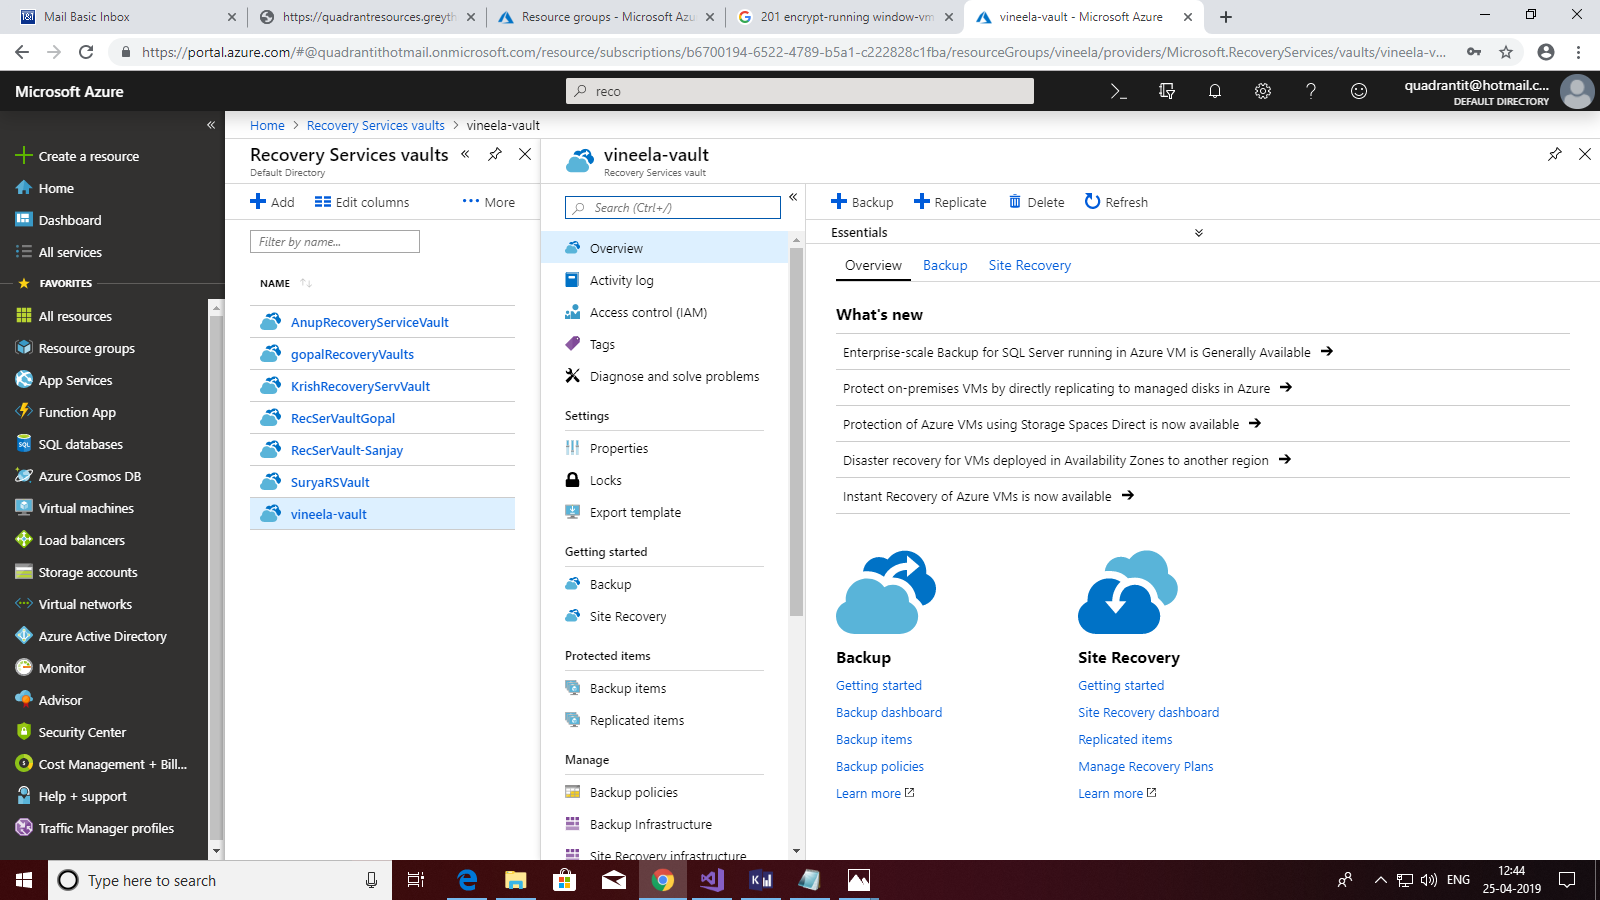 Mail Basic Inbox
https://quadrantresources.greyth
Resource groups - Microsoft Azu
201 encrypt-running window-vm
vineela-vault - Microsoft Azure
https://portal.azure.com/#@quadrantithotmail.onmicrosoft.com/resource/subscriptions/b6700194-6522-4789-b5a1-c222828c1fba/resourceGroups/vineela/providers/Microsoft.RecoveryServices/vaults/vineela-v...
Microsoft Azure
reco
quadrantit@hotmail.c...
DEFAULT DIRECTORY
Create a resource
Home
Dashboard
All services
FAVORITES
All resources
Resource groups
App Services
Function App
SQL databases
Azure Cosmos DB
Virtual machines
Load balancers
Storage accounts
Virtual networks
Azure Active Directory
Monitor
Advisor
Security Center
Cost Management + Bill...
Help + support
Traffic Manager profiles
Home > Recovery Services vaults > vineela-vault
Recovery Services vaults
Default Directory
Add
Edit columns
More
Filter by name...
NAME
AnupRecoveryServiceVault
gopalRecoveryVaults
KrishRecoveryServVault
RecSerVaultGopal
RecSerVault-Sanjay
SuryaRSVault
vineela-vault
vineela-vault
Recovery Services vault
Search (Ctrl+/)
Overview
Activity log
Access control (IAM)
Tags
Diagnose and solve problems
Settings
Properties
Locks
Export template
Getting started
Backup
Site Recovery
Protected items
Backup items
Replicated items
Manage
Backup policies
Backup Infrastructure
Site Recovery infrastructure
Backup
Replicate
Delete
Refresh
Essentials
Overview
Backup
Site Recovery
What's new
Enterprise-scale Backup for SQL Server running in Azure VM is Generally Available
Protect on-premises VMs by directly replicating to managed disks in Azure
Protection of Azure VMs using Storage Spaces Direct is now available
Disaster recovery for VMs deployed in Availability Zones to another region
Instant Recovery of Azure VMs is now available
Backup
Getting started
Backup dashboard
Backup items
Backup policies
Learn more
Site Recovery
Getting started
Site Recovery dashboard
Replicated items
Manage Recovery Plans
Learn more
Type here to search
ENG
12:44
25-04-2019